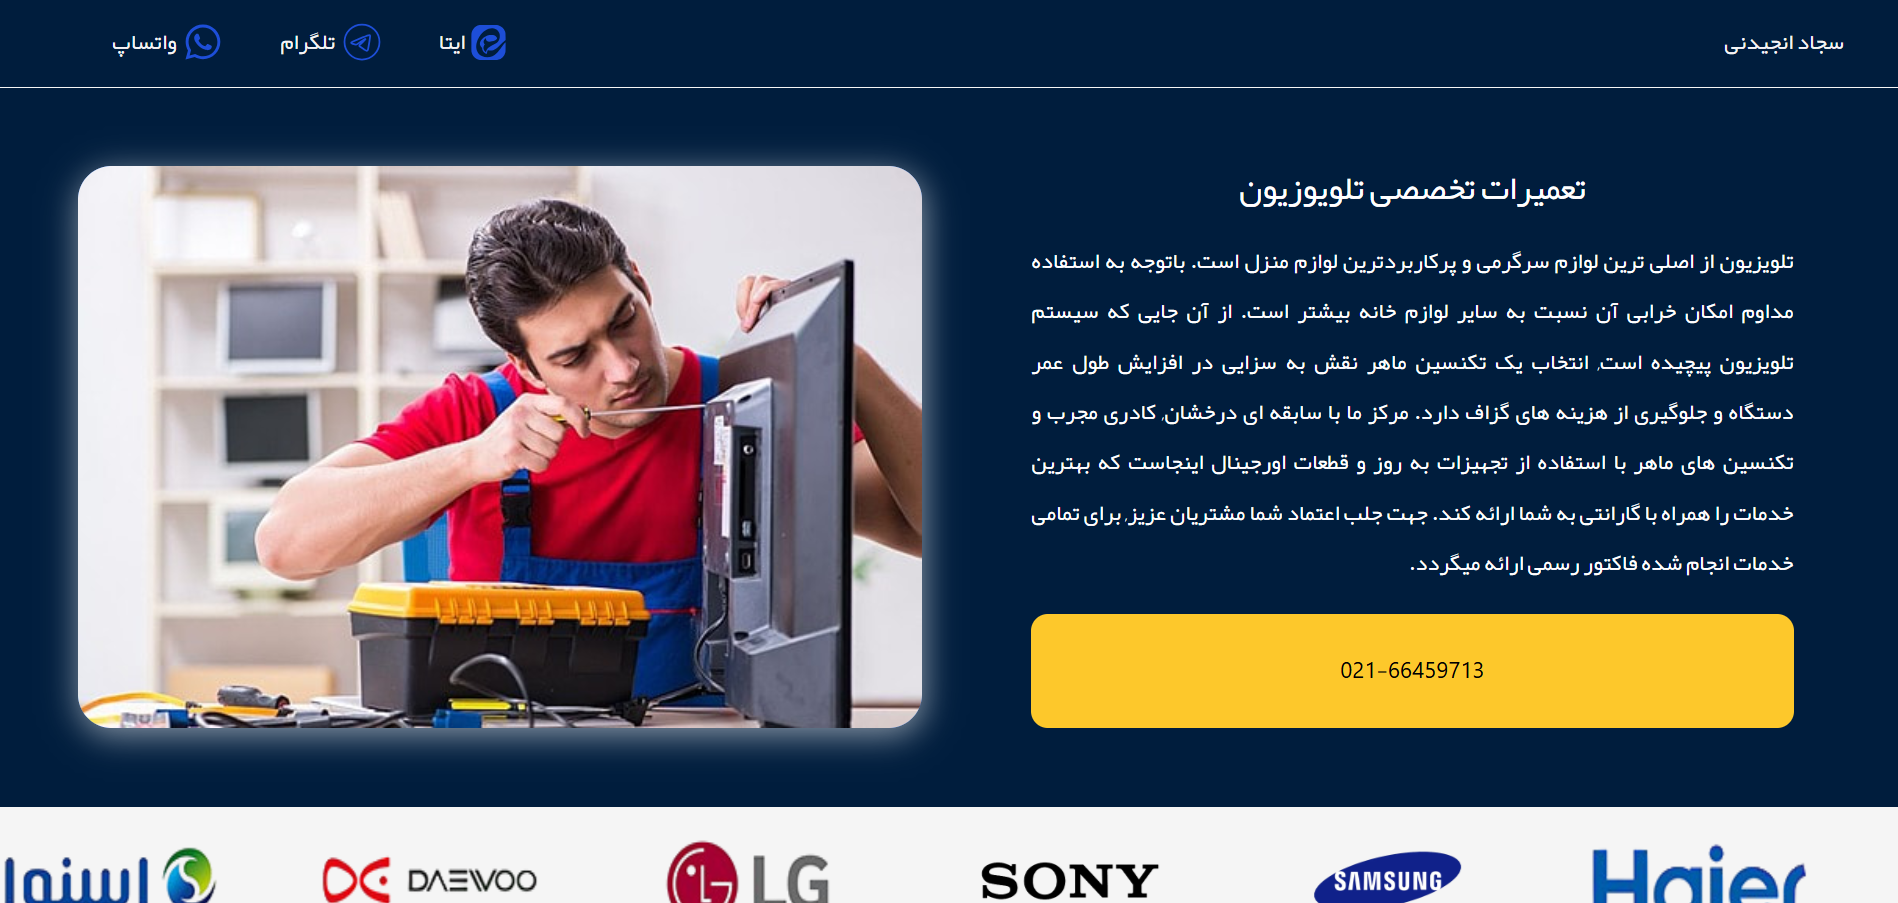 سجاد انجیدنی
ایتا
تلگرام
واتساپ
تعمیرات تخصصی تلویوزیون
تلویزیون از اصلی ترین لوازم سرگرمی و پرکاربردترین لوازم منزل است. باتوجه به استفاده
مداوم امکان خرابی آن نسبت به سایر لوازم خانه بیشتر است. از آن جایی که سیستم
تلویزیون پیچیده است, انتخاب یک تکنسین ماهر نقش به سزایی در افزایش طول عمر
دستگاه و جلوگیری از هزینه های گزاف دارد. مرکز ما با سابقه ای درخشان, کادری مجرب و
تکنسین های ماهر با استفاده از تجهیزات به روز و قطعات اورجینال اینجاست که بهترین
خدمات را همراه با گارانتی به شما ارائه کند. جهت جلب اعتماد شما مشتریان عزیز, برای تمامی
خدمات انجام شده فاکتور رسمی ارائه میگردد.
021-66459713
Haier
SAMSUNG
SONY
LG
DAEWOO
اسنوا